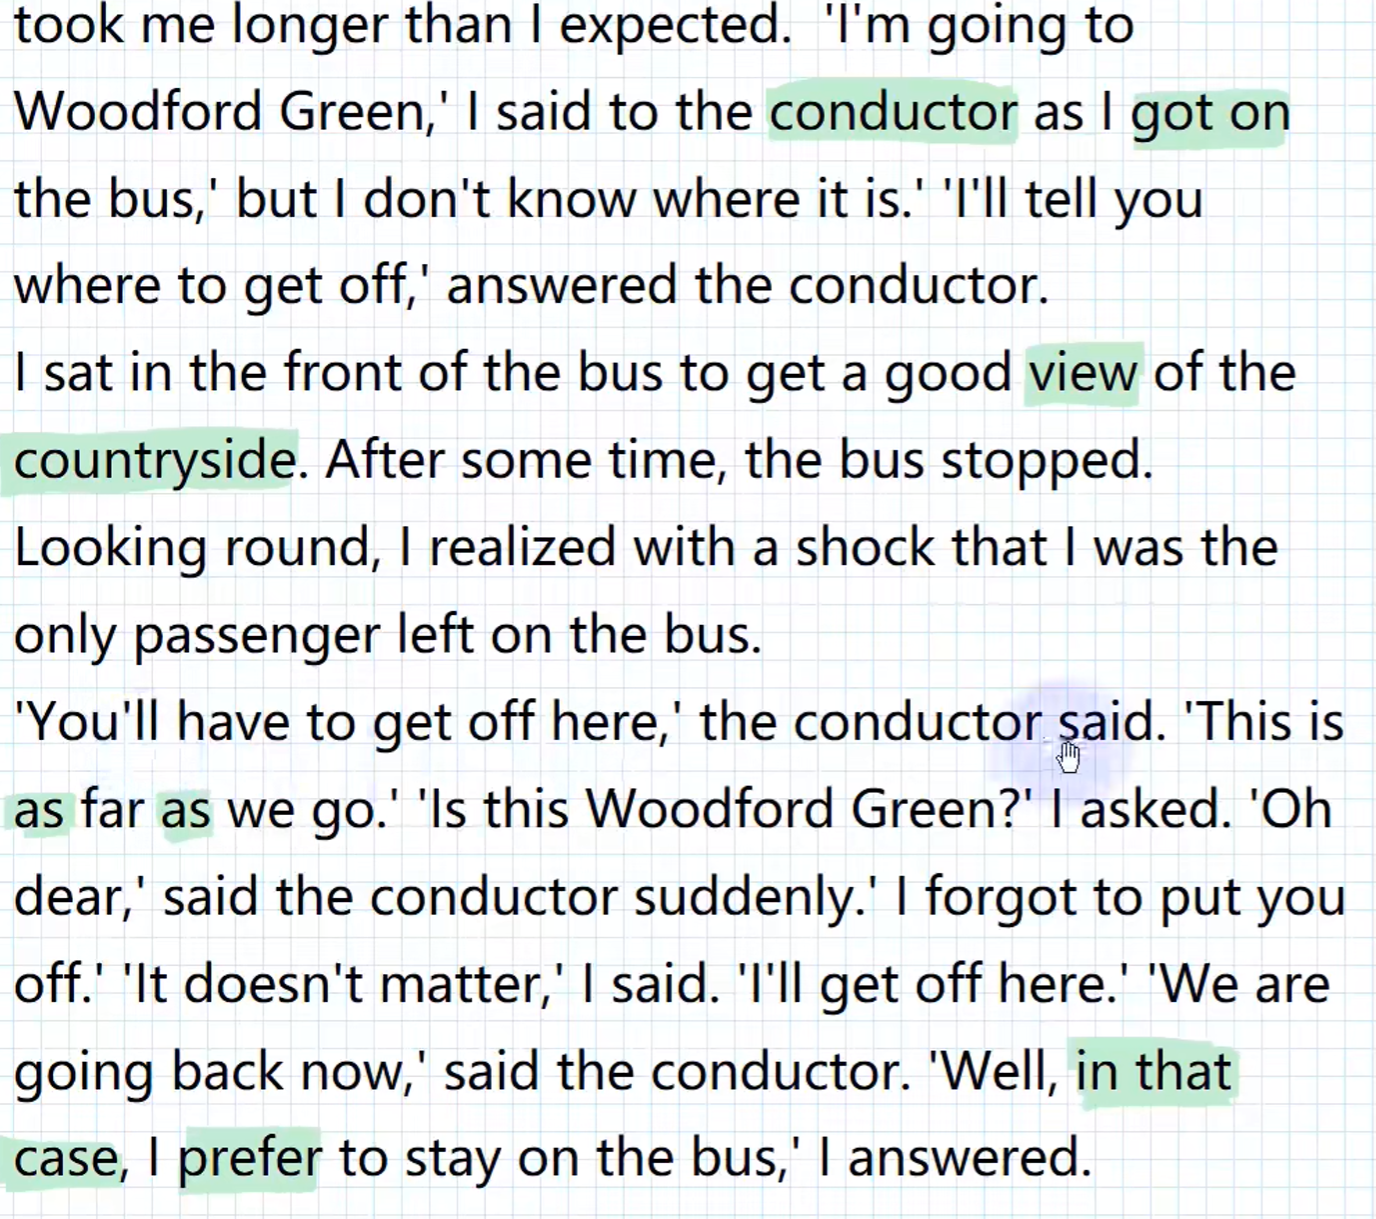 took me longer than I expected. 'I'm going to
Woodford Green,' I said to the conductor as I got on
the bus,' but I don't know where it is.' 'I'll tell you
where to get off,' answered the conductor.
I sat in the front of the bus to get a good view of the
countryside. After some time, the bus stopped.
Looking round, I realized with a shock that I was the
only passenger left on the bus.
'You'll have to get off here,' the conductor said. 'This is
as far as we go.' 'Is this Woodford Green?' I asked. 'Oh
dear,' said the conductor suddenly.' I forgot to put you
off.' 'It doesn't matter,' I said. 'I'll get off here.' 'We are
going back now,' said the conductor. 'Well, in that
case, I prefer to stay on the bus,' I answered.